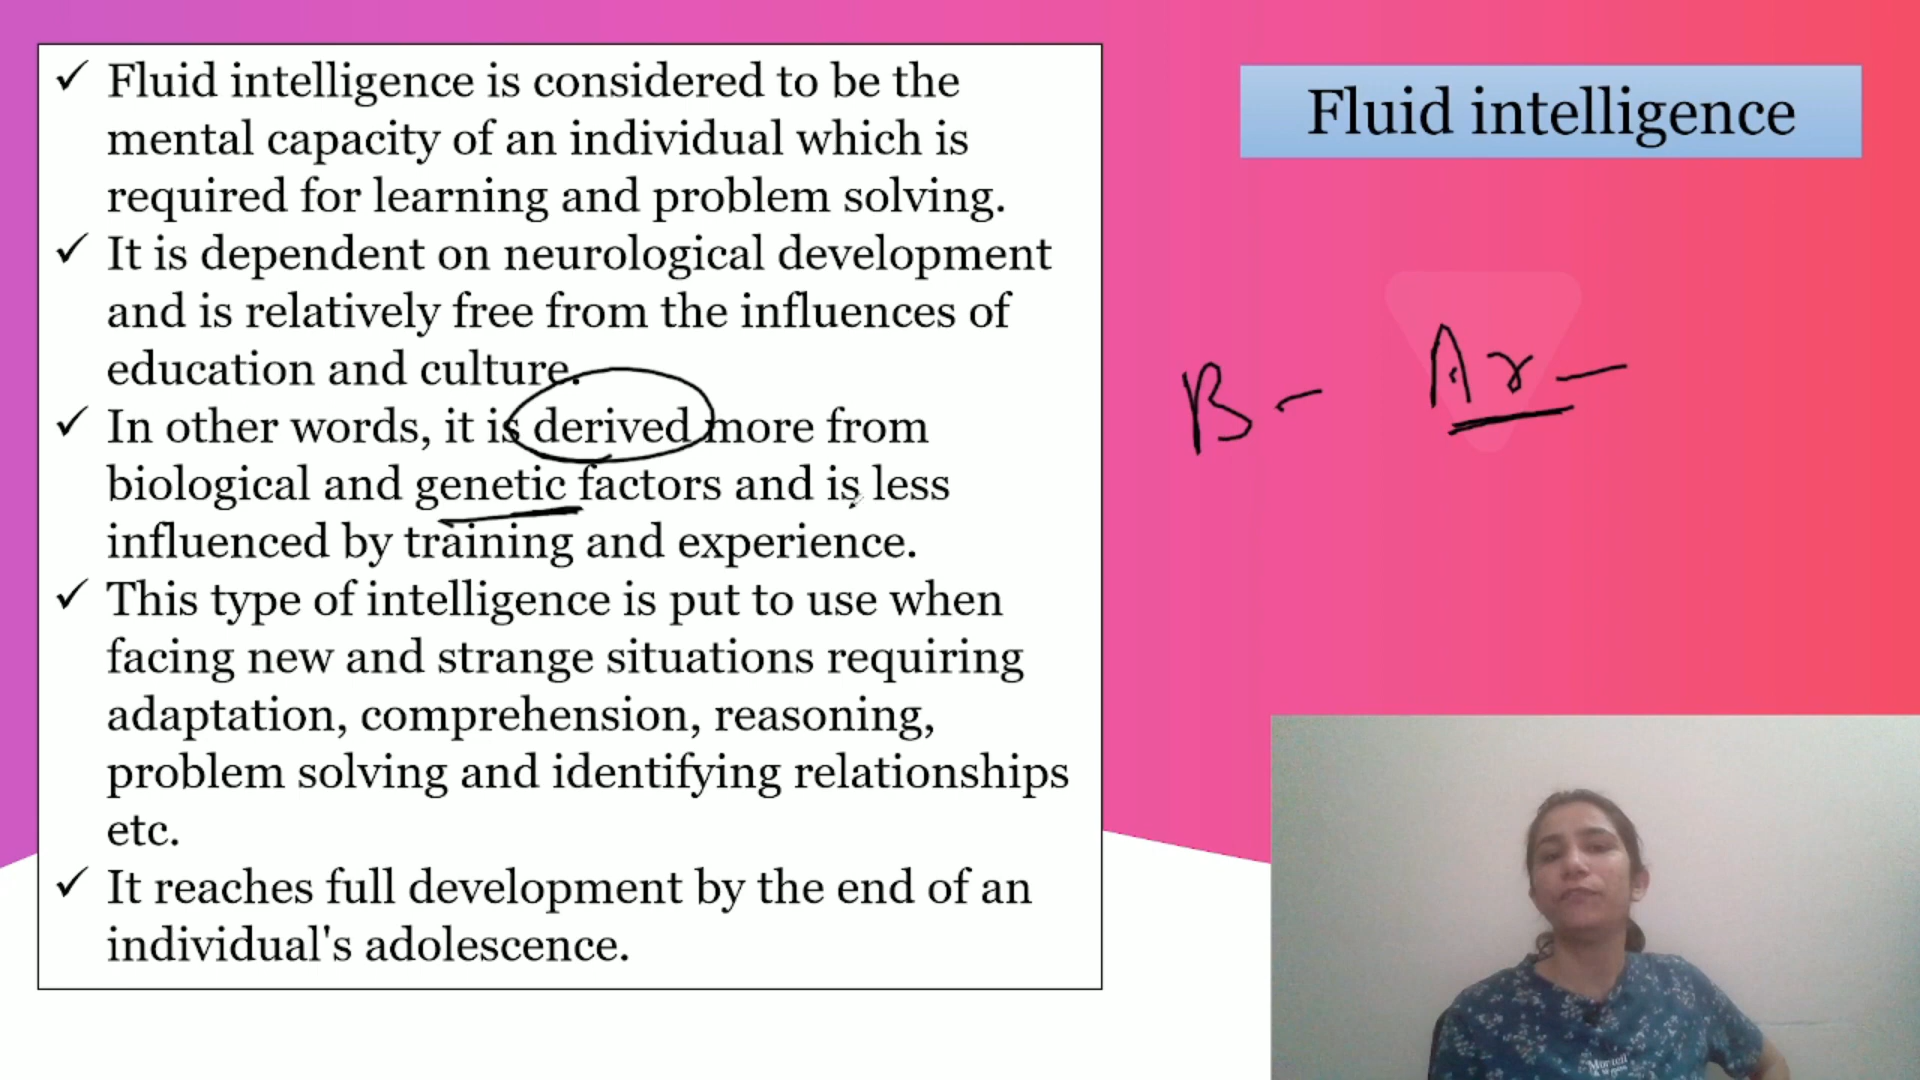 ✓ Fluid intelligence is considered to be the
mental capacity of an individual which is
required for learning and problem solving.
✓ It is dependent on neurological development
and is relatively free from the influences of
education and culture.
✓ In other words, it is derived more from
biological and genetic factors and is less
influenced by training and experience.
✓ This type of intelligence is put to use when
facing new and strange situations requiring
adaptation, comprehension, reasoning,
problem solving and identifying relationships
etc.
✓ It reaches full development by the end of an
individual's adolescence.
Fluid intelligence
B - Ar -